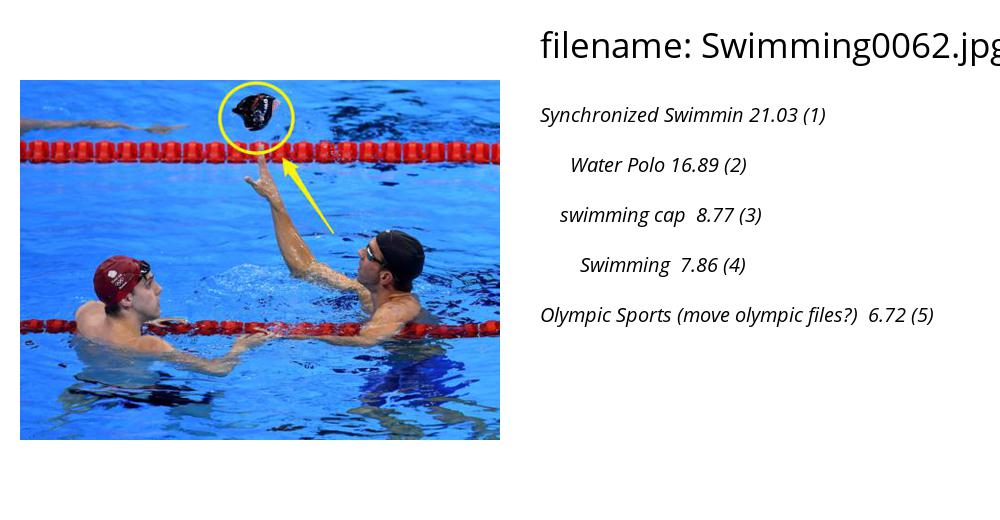 filename: Swimming0062.jpg
Synchronized Swimmin 21.03 (1)
Water Polo 16.89 (2)
swimming cap 8.77 (3)
Swimming 7.86 (4)
Olympic Sports (move olympic files?) 6.72 (5)